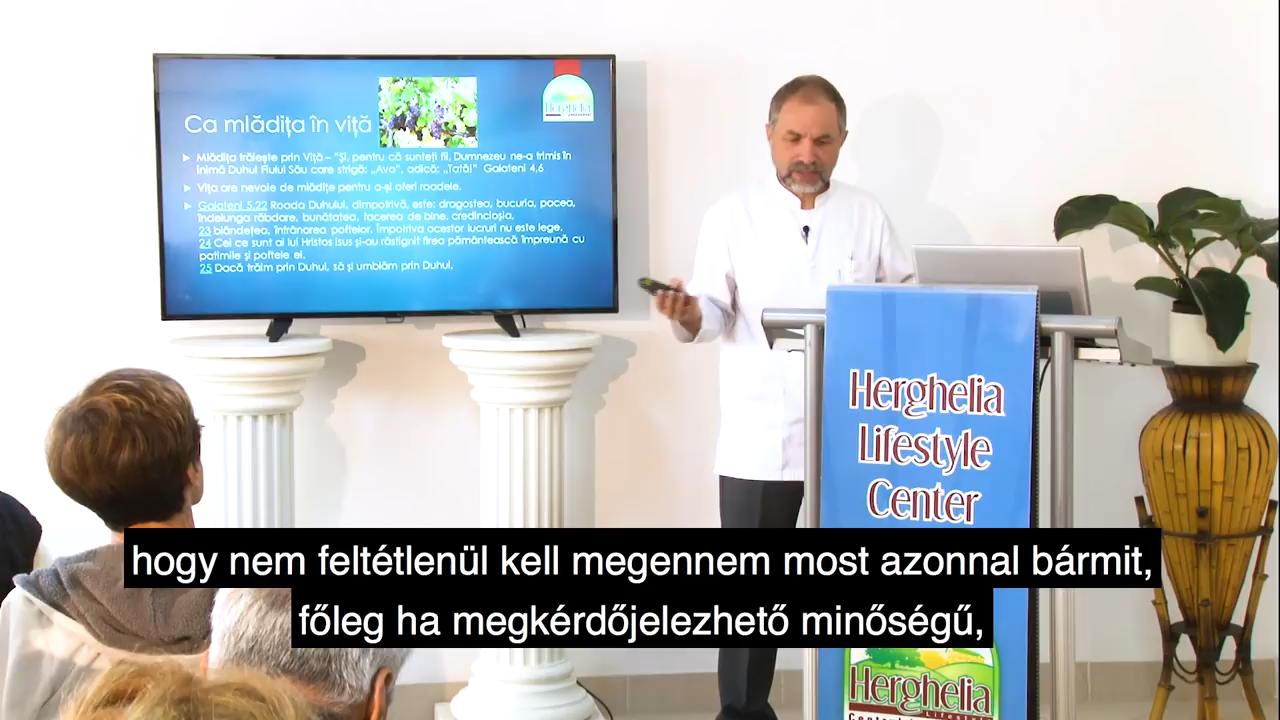 Herghelia
Ca mlădița în viță
Mlădița trăiește prin Viță – "Și, pentru că sunteți fii, Dumnezeu ne-a trimis în
inimă Duhul Fiului Său care strigă: „Ava", adică: „Tată!" Galateni 4,6
Vița are nevoie de mlădițe pentru a-și oferi roadele.
Galateni 5.22 Roada Duhului, dimpotrivă, este: dragostea, bucuria, pacea,
îndelunga răbdare, bunătatea, facerea de bine, credincioșia,
23 blândețea, înfrânarea poftelor. Împotriva acestor lucruri nu este lege.
24 Cei ce sunt ai lui Hristos Isus și-au răstignit firea pământească împreună cu
patimile și poftele ei.
25 Dacă trăim prin Duhul, să și umblăm prin Duhul.
Herghelia
Lifestyle
Center
hogy nem feltétlenül kell megennem most azonnal bármit,
főleg ha megkérdőjelezhető minőségű,
Herghelia
Lifestyle